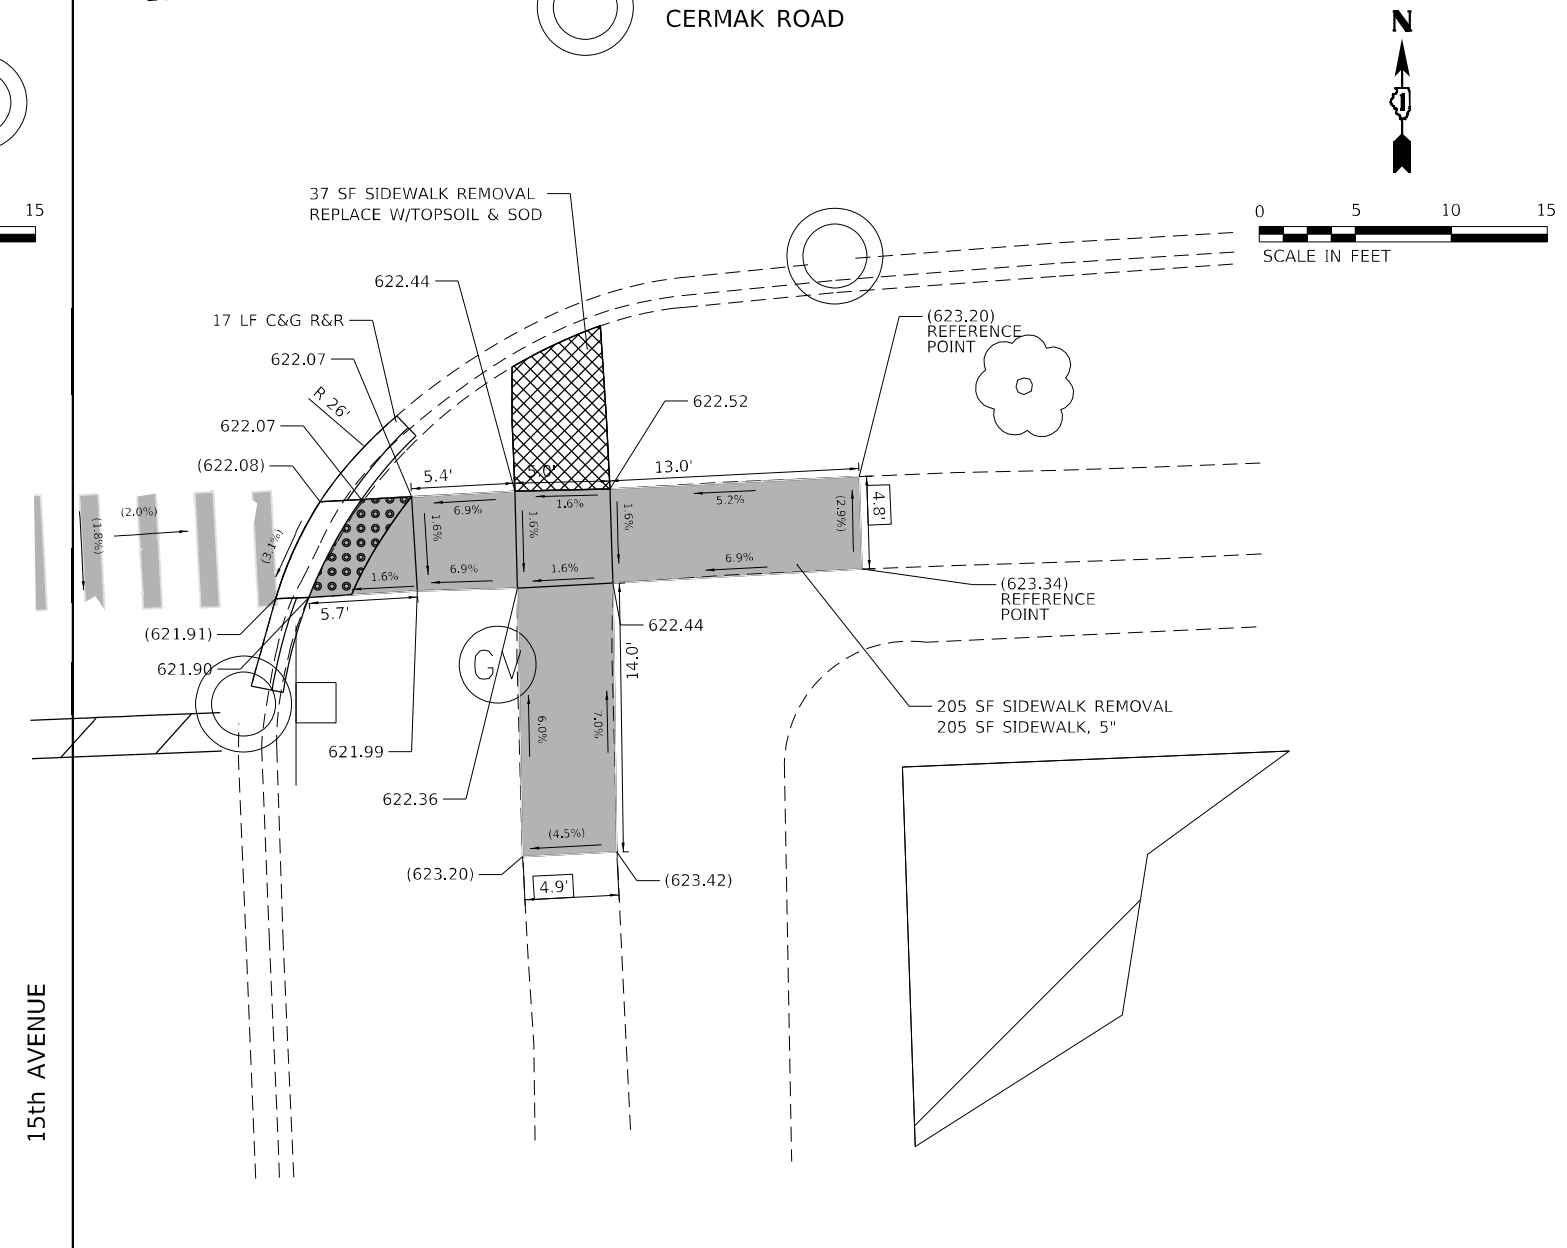 CERMAK ROAD
N
1
15
0 5 10 15
SCALE IN FEET
37 SF SIDEWALK REMOVAL
REPLACE W/TOPSOIL & SOD
622.44
17 LF C&G R&R
622.07
R 26'
622.07
(622.08)
(623.20)
REFERENCE
POINT
622.52
5.4'
5.0'
13.0'
4.8'
(2.0%)
(1.8%)
(3.1%)
6.9%
1.6%
5.2%
(2.9%)
1.6%
1.6%
1.6%
1.6%
6.9%
1.6%
6.9%
5.7'
(623.34)
REFERENCE
POINT
(621.91)
621.90
622.44
GV
14.0'
205 SF SIDEWALK REMOVAL
205 SF SIDEWALK, 5"
6.0%
7.0%
621.99
622.36
(4.5%)
(623.20)
4.9'
(623.42)
15th AVENUE